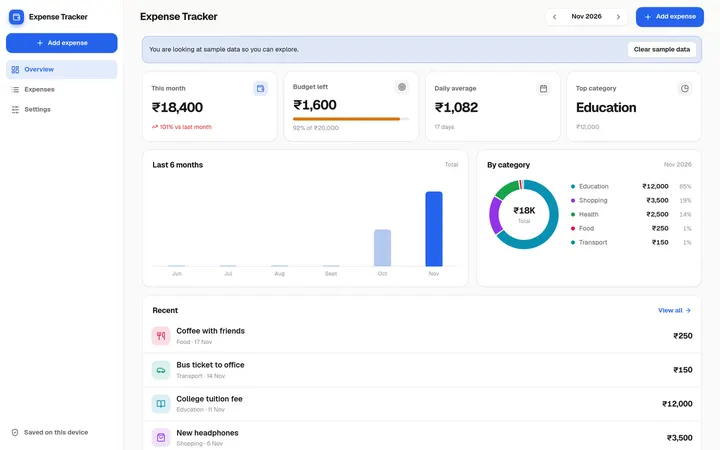 Expense Tracker
Add expense
Overview
Expenses
Settings
Saved on this device
Expense Tracker
Nov 2026
Add expense
You are looking at sample data so you can explore.
Clear sample data
This month
₹18,400
101% vs last month
Budget left
₹1,600
92% of ₹20,000
Daily average
₹1,082
17 days
Top category
Education
₹12,000
Last 6 months
Total
Jun Jul Aug Sept Oct Nov
By category
Nov 2026
₹18K
Total
Education ₹12,000 65%
Shopping ₹3,500 19%
Health ₹2,500 14%
Food ₹250 1%
Transport ₹150 1%
Recent
View all
Coffee with friends
Food · 17 Nov
₹250
Bus ticket to office
Transport · 14 Nov
₹150
College tuition fee
Education · 11 Nov
₹12,000
New headphones
Shopping · 6 Nov
₹3,500